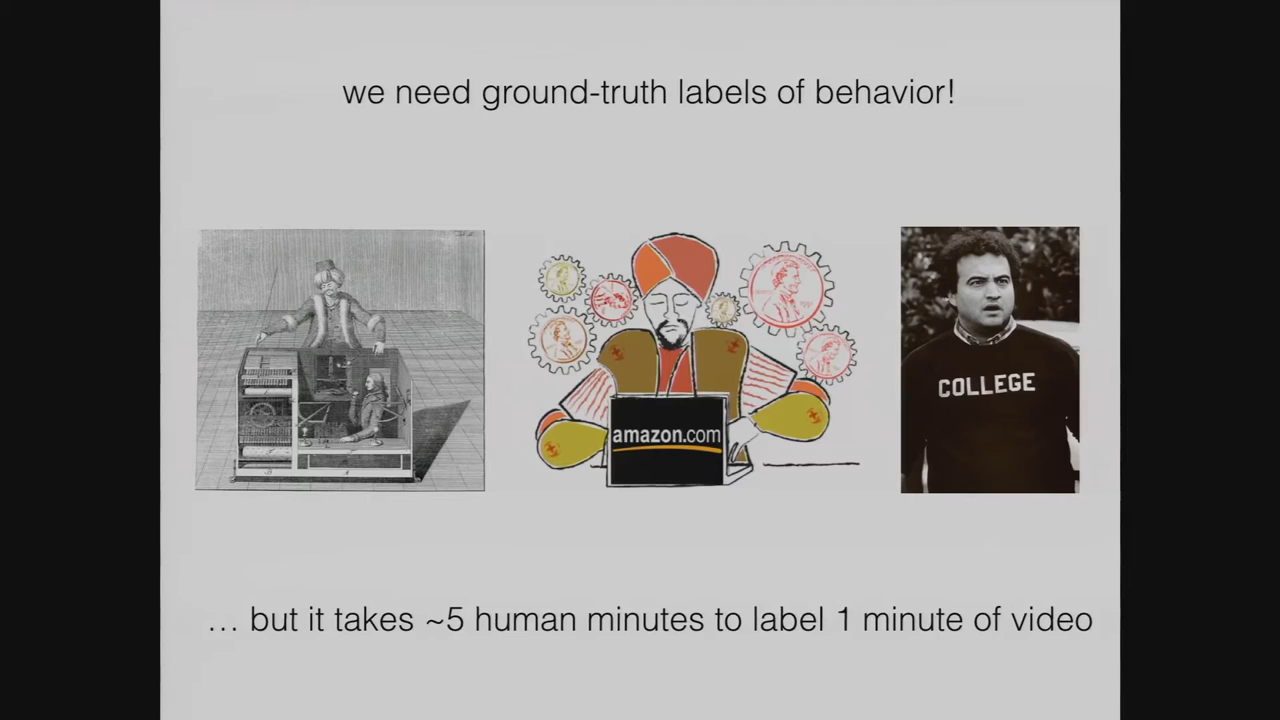 we need ground-truth labels of behavior!
amazon.com
COLLEGE
... but it takes ~5 human minutes to label 1 minute of video